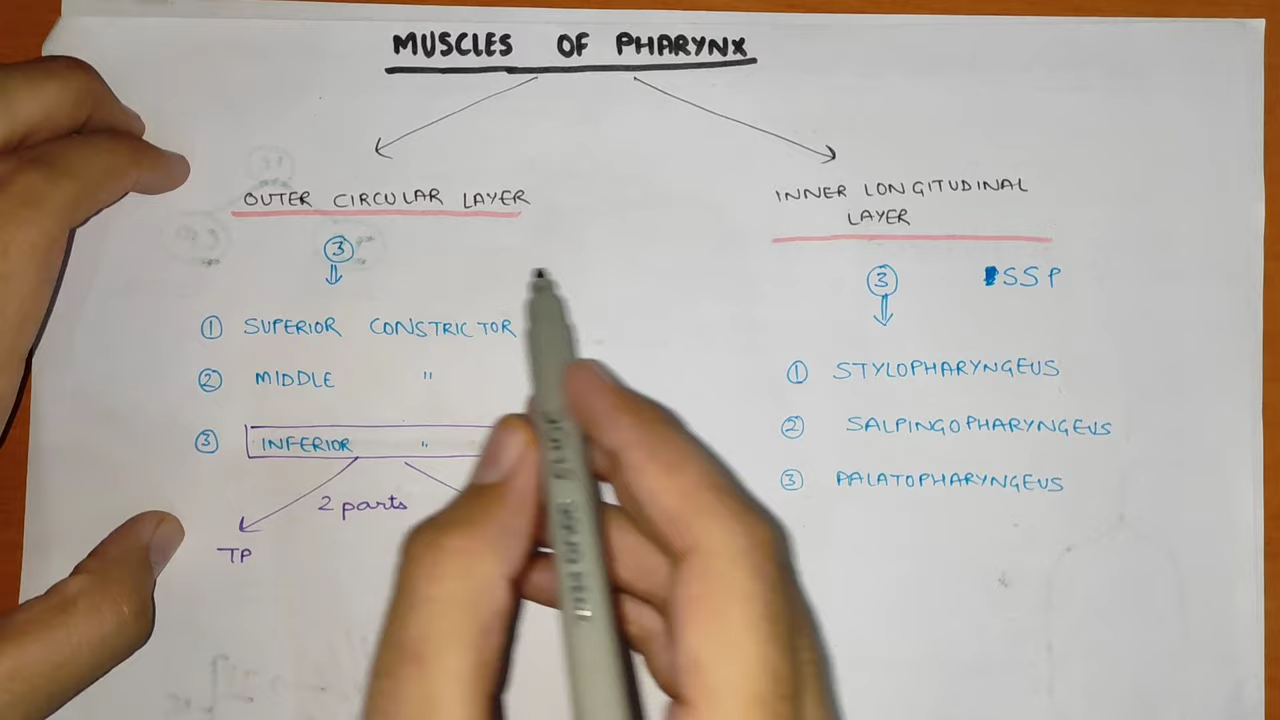 MUSCLES OF PHARYNX
OUTER CIRCULAR LAYER
3
1 SUPERIOR CONSTRICTOR
2 MIDDLE "
3 INFERIOR "
2 parts
TP
INNER LONGITUDINAL
LAYER
3 SSP
1 STYLOPHARYNGEUS
2 SALPINGOPHARYNGEUS
3 PALATOPHARYNGEUS